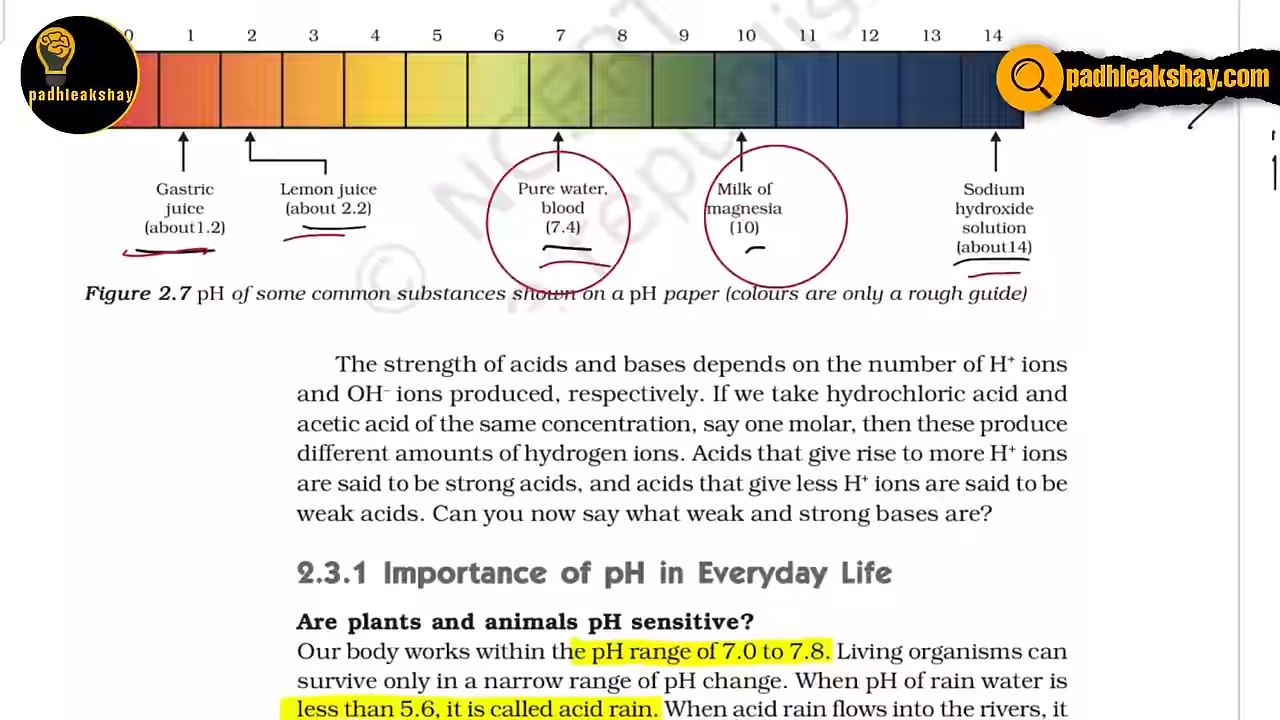 0 1 2 3 4 5 6 7 8 9 10 11 12 13 14
padhleakshay
padhleakshay.com
Gastric
juice
(about1.2)
Lemon juice
(about 2.2)
Pure water,
blood
(7.4)
Milk of
magnesia
(10)
Sodium
hydroxide
solution
(about14)
Figure 2.7 pH of some common substances shown on a pH paper (colours are only a rough guide)
The strength of acids and bases depends on the number of H⁺ ions
and OH⁻ ions produced, respectively. If we take hydrochloric acid and
acetic acid of the same concentration, say one molar, then these produce
different amounts of hydrogen ions. Acids that give rise to more H⁺ ions
are said to be strong acids, and acids that give less H⁺ ions are said to be
weak acids. Can you now say what weak and strong bases are?
2.3.1 Importance of pH in Everyday Life
Are plants and animals pH sensitive?
Our body works within the pH range of 7.0 to 7.8. Living organisms can
survive only in a narrow range of pH change. When pH of rain water is
less than 5.6, it is called acid rain. When acid rain flows into the rivers, it